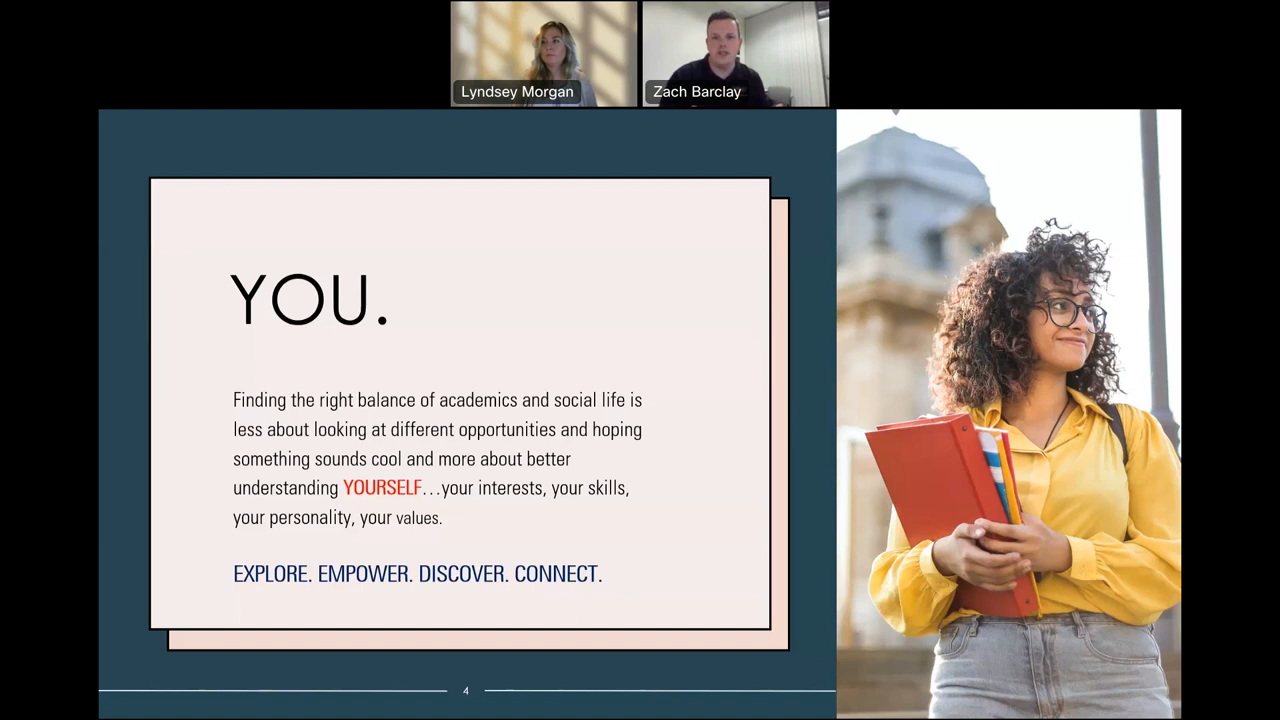 Lyndsey Morgan
Zach Barclay
YOU.
Finding the right balance of academics and social life is
less about looking at different opportunities and hoping
something sounds cool and more about better
understanding YOURSELF...your interests, your skills,
your personality, your values.
EXPLORE. EMPOWER. DISCOVER. CONNECT.
4